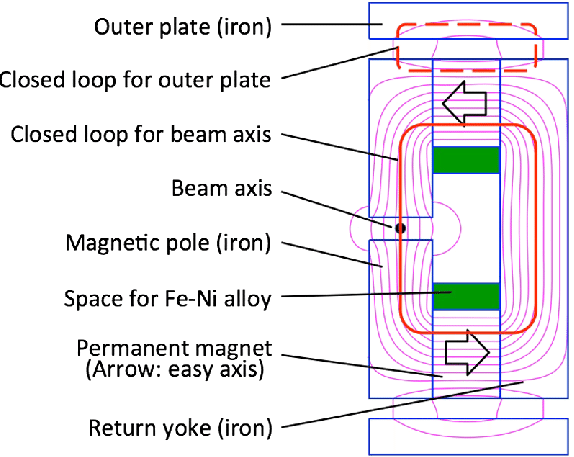 Outer plate (iron)
Closed loop for outer plate
Closed loop for beam axis
Beam axis
Magnetic pole (iron)
Space for Fe-Ni alloy
Permanent magnet
(Arrow: easy axis)
Return yoke (iron)